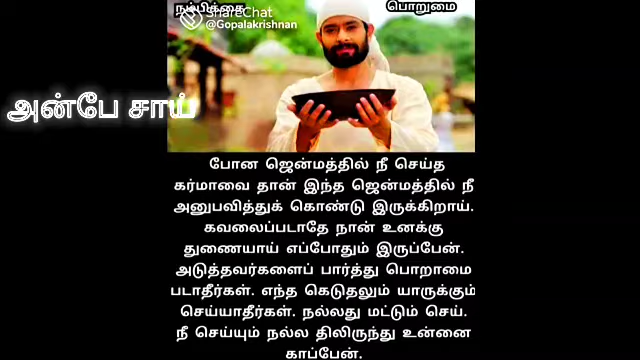 நம்பிக்கை
பொறுமை
ShareChat
@Gopalakrishnan
அன்பே சாய்
போன ஜென்மத்தில் நீ செய்த
கர்மாவை தான் இந்த ஜென்மத்தில் நீ
அனுபவித்துக் கொண்டு இருக்கிறாய்.
கவலைப்படாதே நான் உனக்கு
துணையாய் எப்போதும் இருப்பேன்.
அடுத்தவர்களைப் பார்த்து பொறாமை
படாதீர்கள். எந்த கெடுதலும் யாருக்கும்
செய்யாதீர்கள். நல்லது மட்டும் செய்.
நீ செய்யும் நல்ல திலிருந்து உன்னை
காப்பேன்.